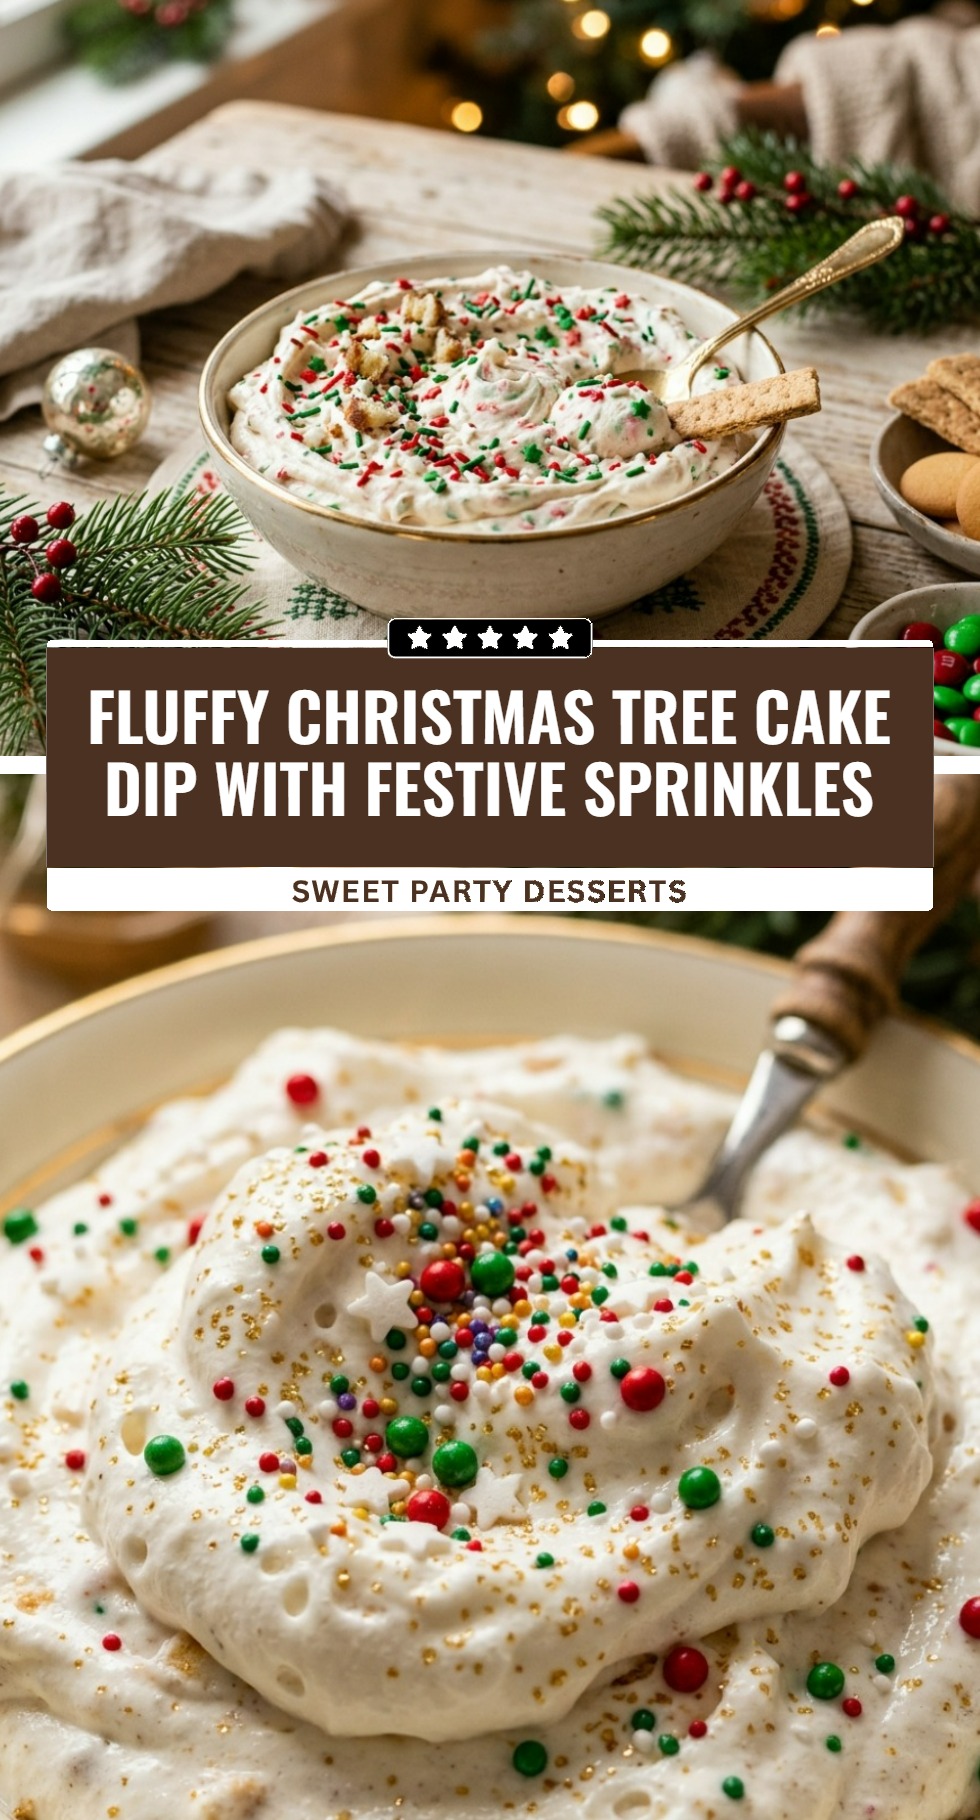 FLUFFY CHRISTMAS TREE CAKE
DIP WITH FESTIVE SPRINKLES
SWEET PARTY DESSERTS